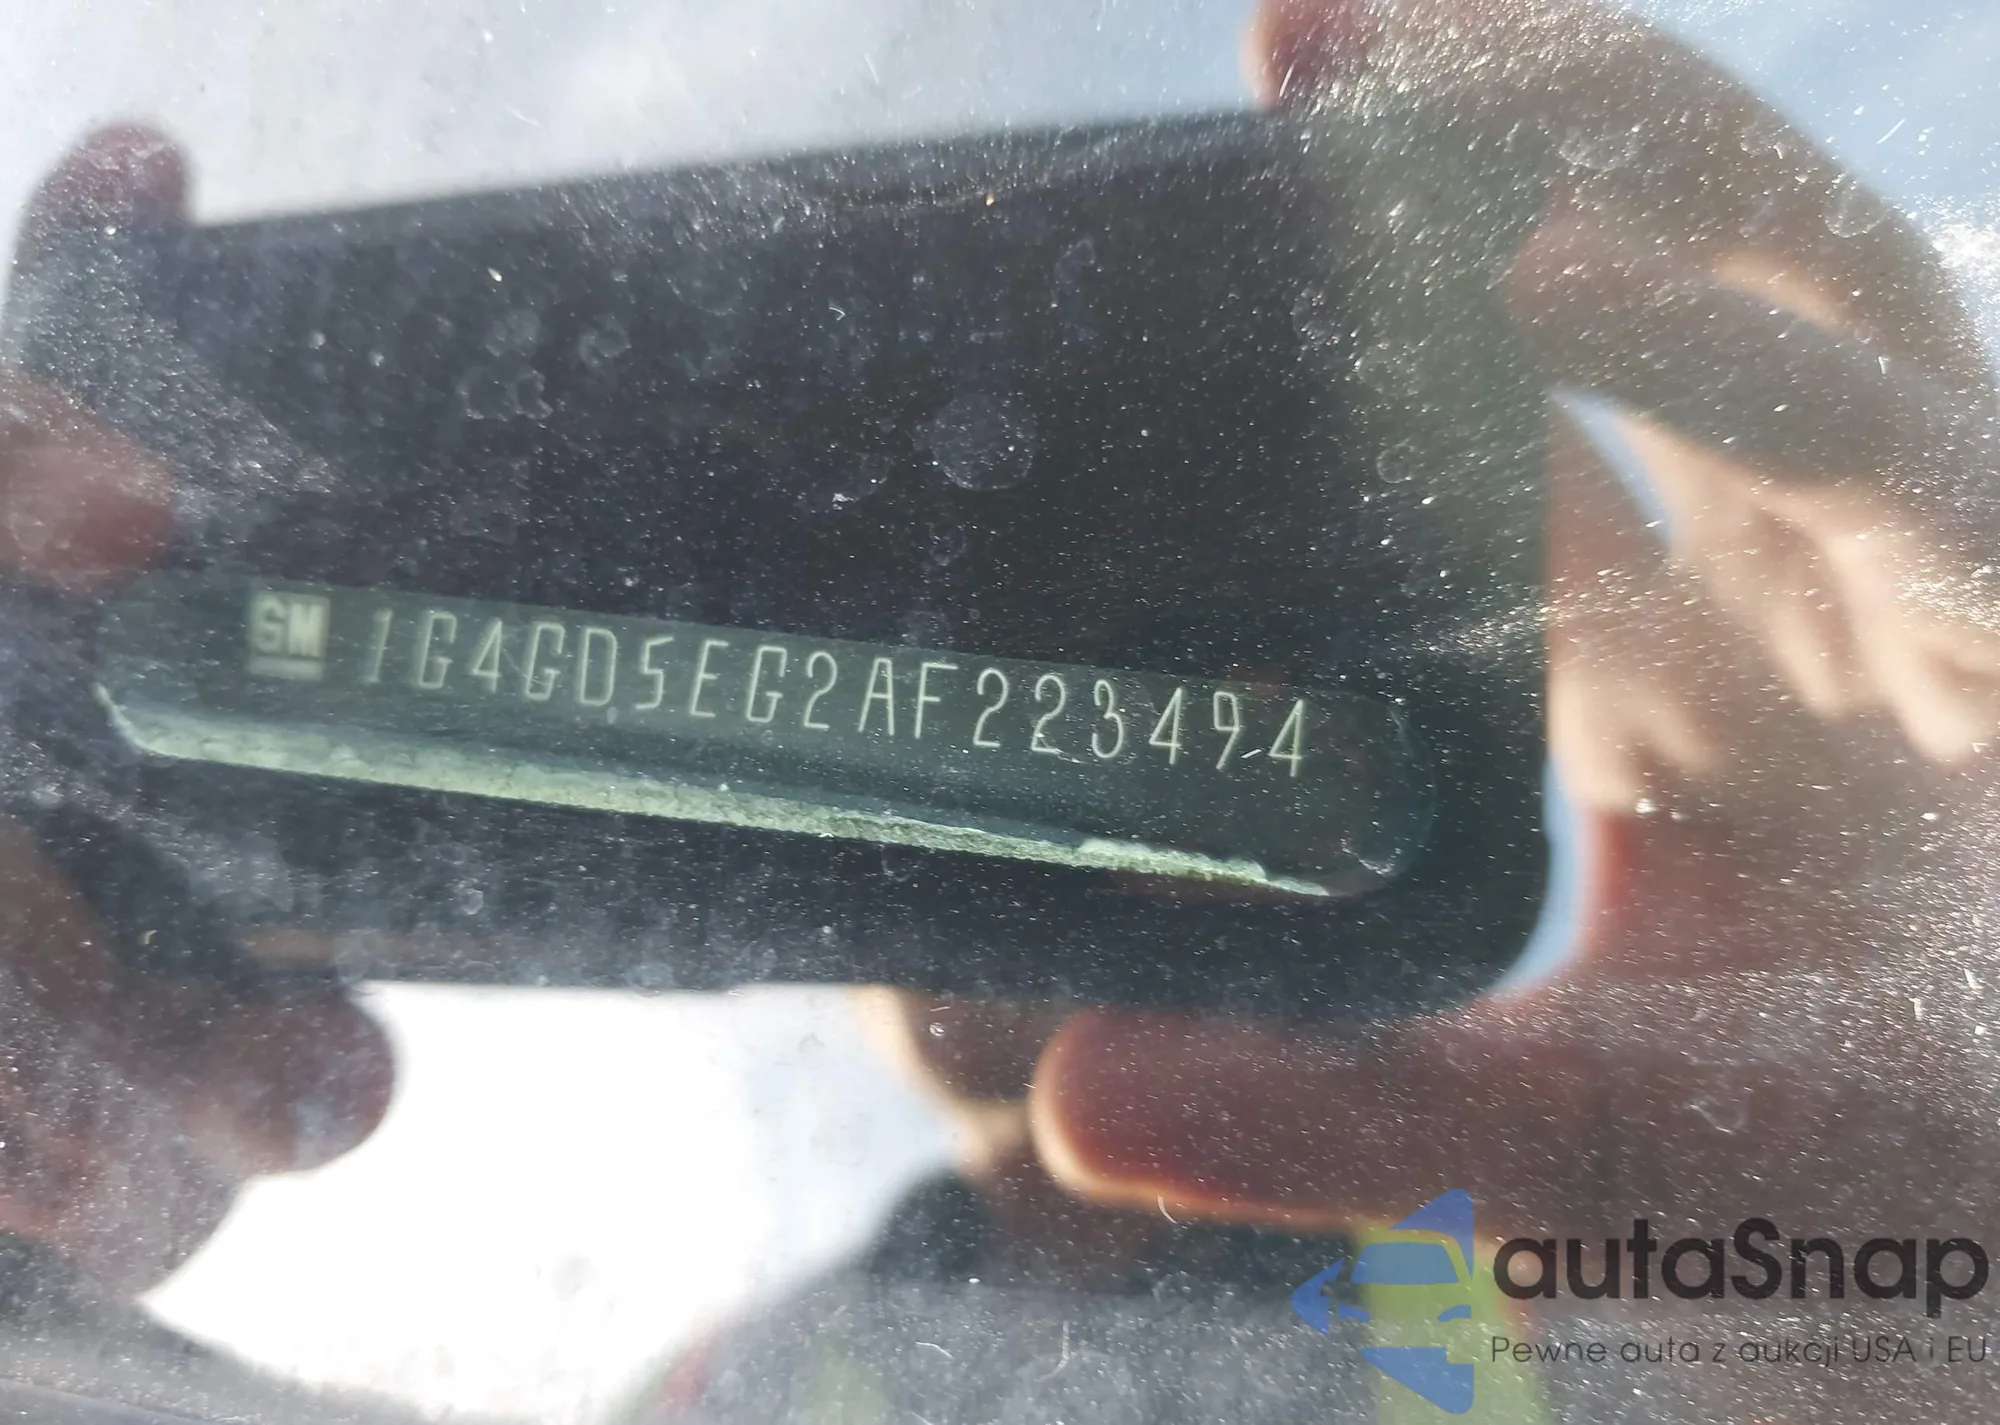 GM 1G4GD5EG2AF223494
autaSnap
Pewne auta z aukcji USA i EU